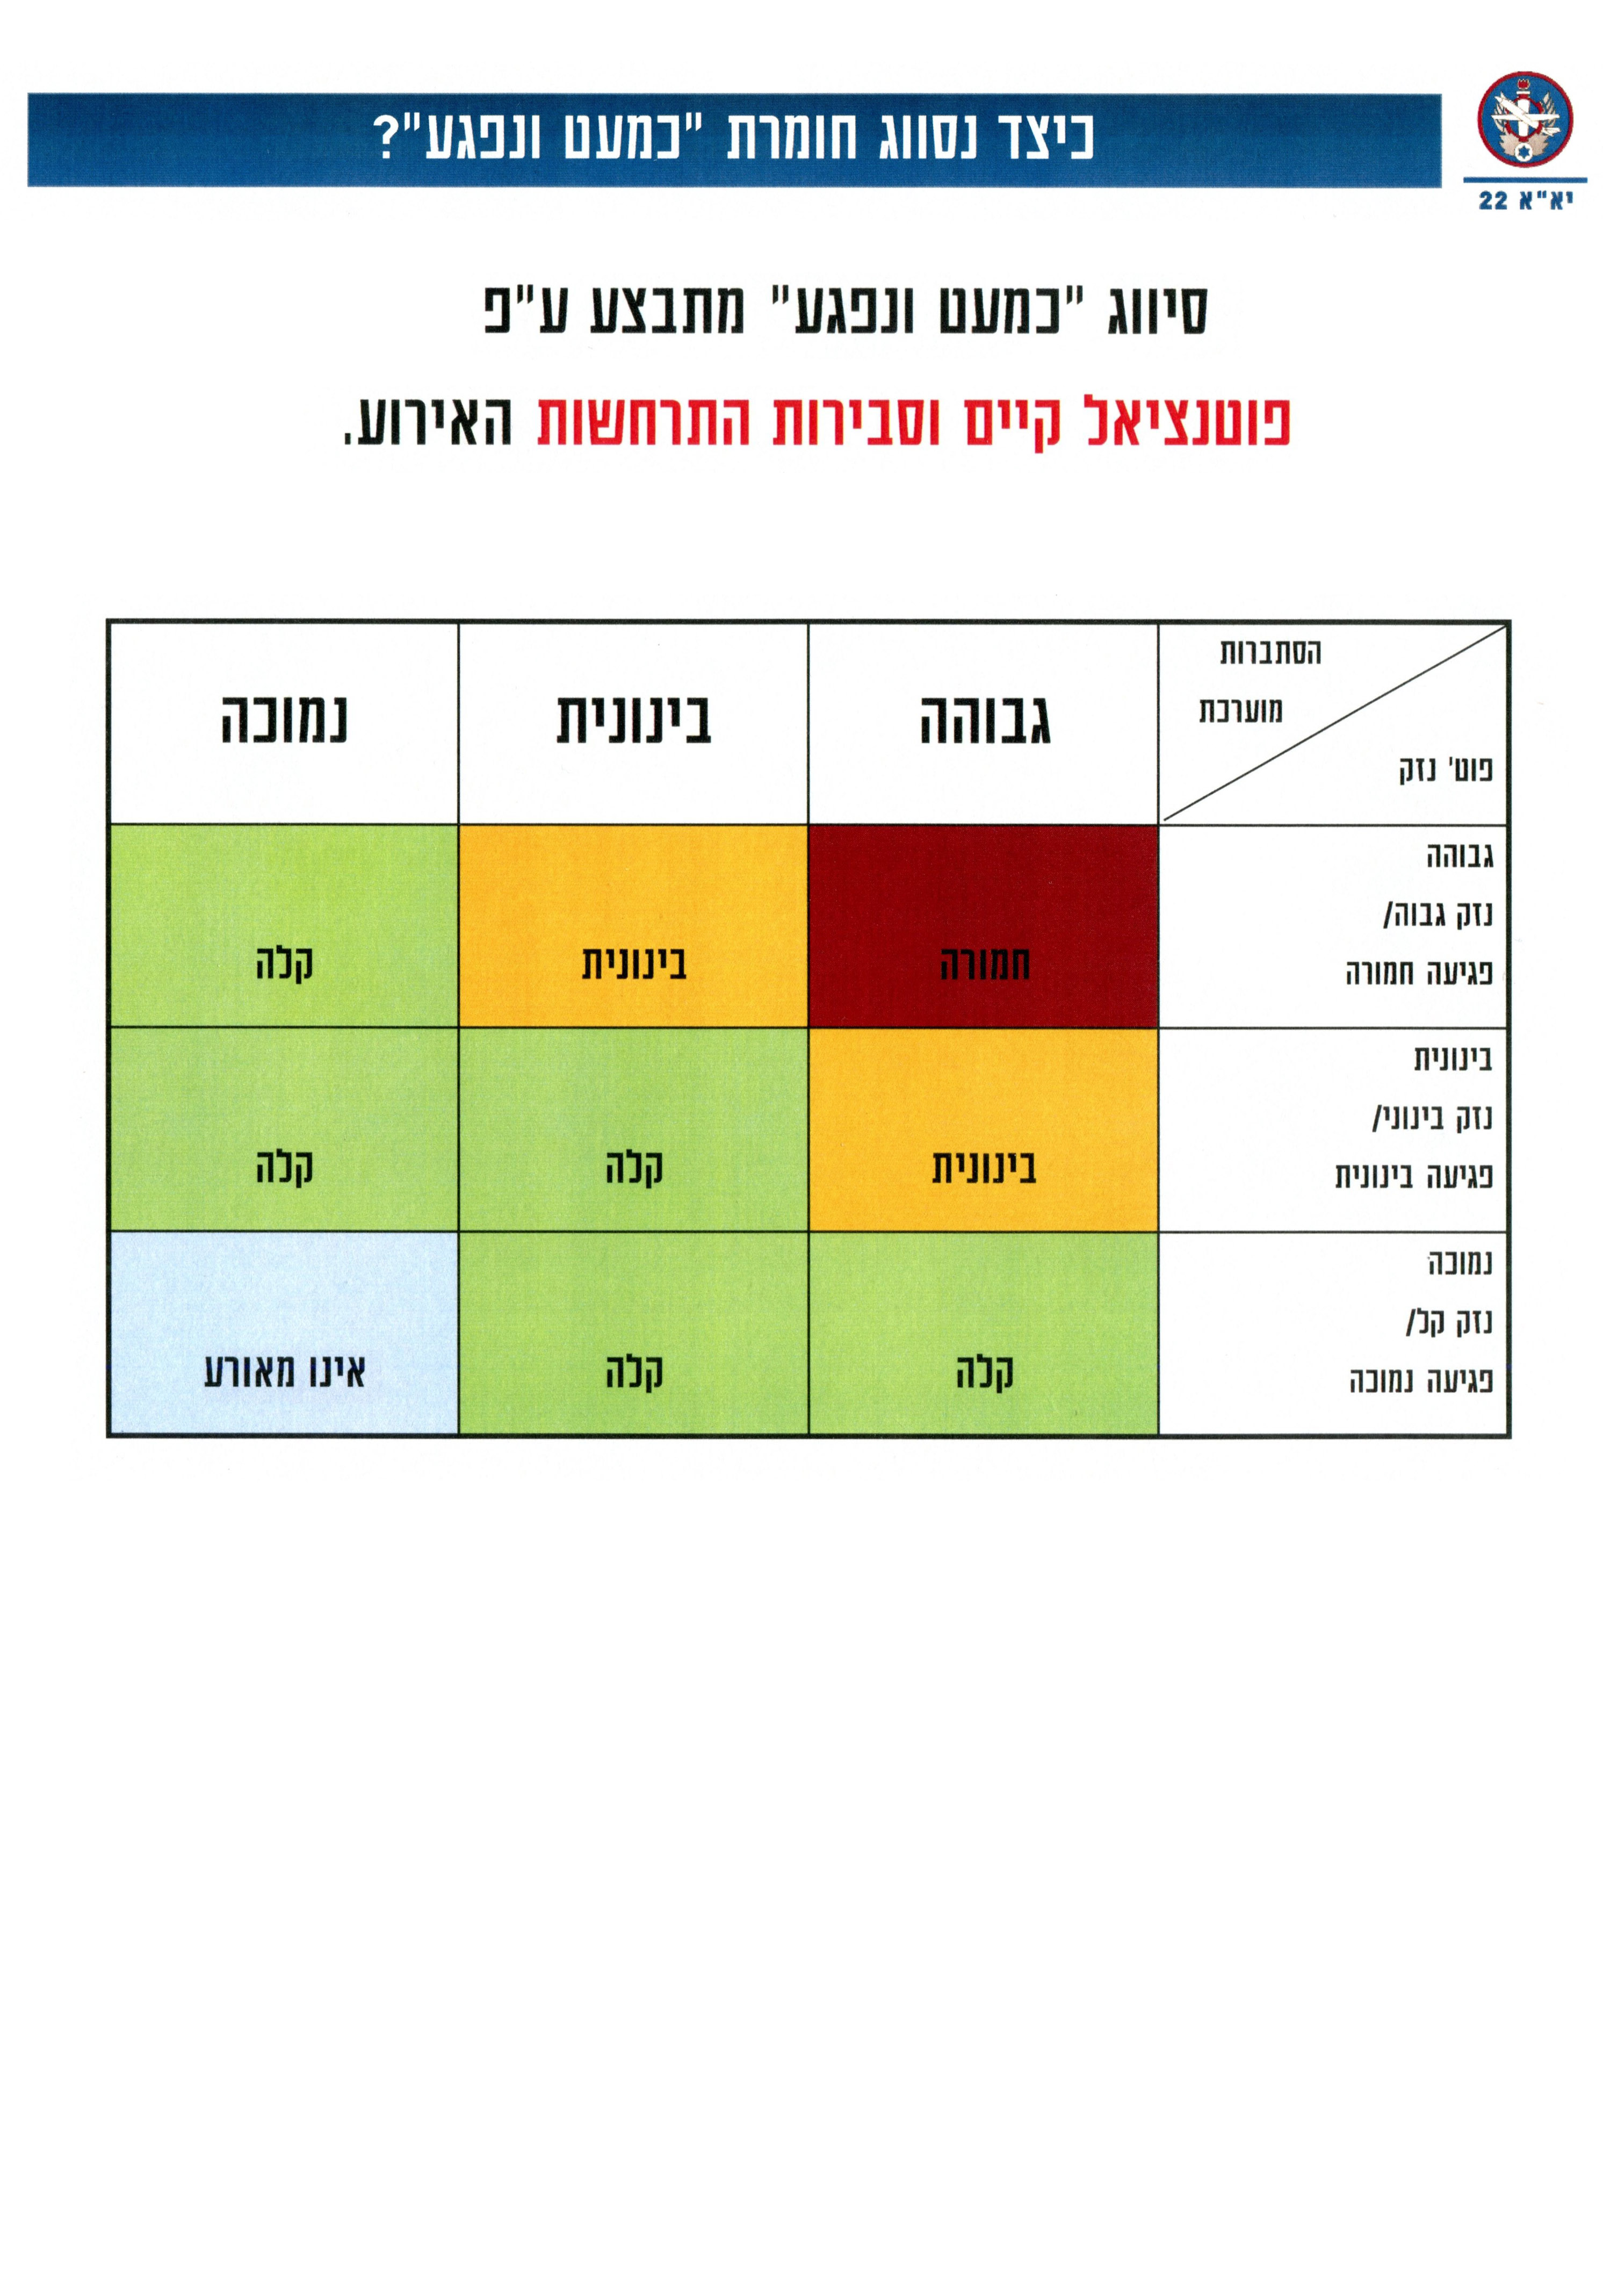 כיצד נסווג חומרת "כמעט ונפגע"?
יא"א 22
סיווג "כמעט ונפגע" מתבצע ע"פ
פוטנציאל קיים וסבירות התרחשות האירוע.
הסתברות
מוערכת
פוט' נזק
גבוהה
בינונית
נמוכה
גבוהה
נזק גבוה/
פגיעה חמורה
חמורה
בינונית
קלה
בינונית
נזק בינוני/
פגיעה בינונית
בינונית
קלה
קלה
נמוכה
נזק קל/
פגיעה נמוכה
קלה
קלה
אינו מאורע